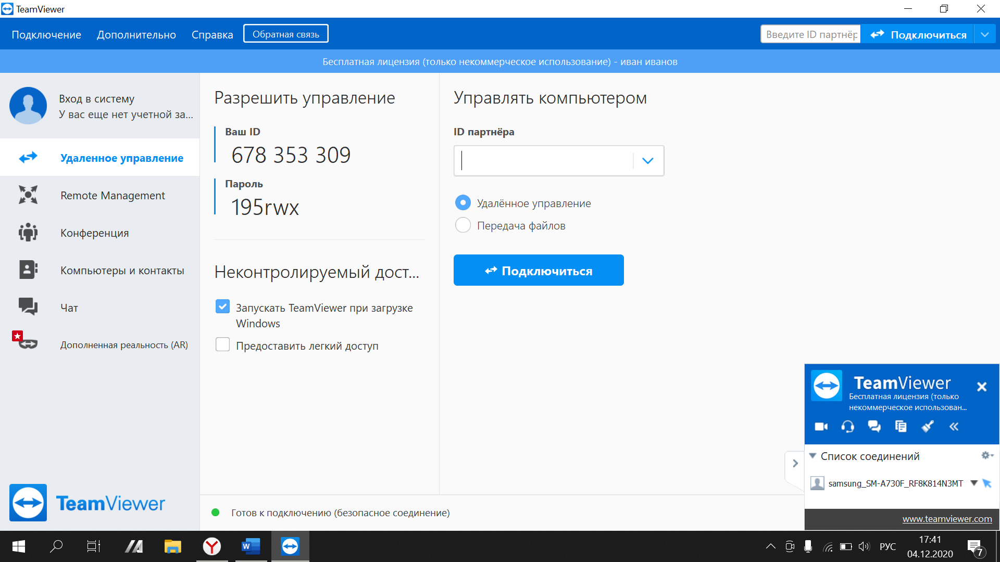 TeamViewer
Подключение Дополнительно Справка Обратная связь
Введите ID партнёр Подключиться
Бесплатная лицензия (только некоммерческое использование) - иван иванов
Вход в систему
У вас еще нет учетной за...
Удаленное управление
Remote Management
Конференция
Компьютеры и контакты
Чат
Дополненная реальность (AR)
TeamViewer
Разрешить управление
Ваш ID
678 353 309
Пароль
195rwx
Неконтролируемый дост...
Запускать TeamViewer при загрузке
Windows
Предоставить легкий доступ
Управлять компьютером
ID партнёра
Удалённое управление
Передача файлов
Подключиться
Готов к подключению (безопасное соединение)
TeamViewer
Бесплатная лицензия (только
некоммерческое использован...
Список соединений
samsung_SM-A730F_RF8K814N3MT
www.teamviewer.com
W
РУС
17:41
04.12.2020
7